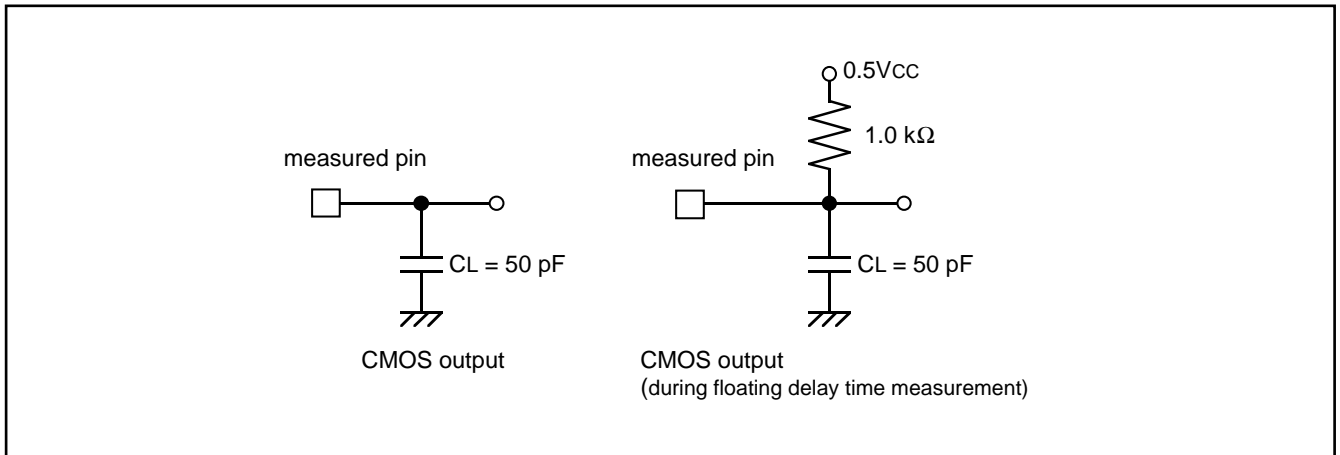 0.5VCC
1.0 kΩ
measured pin
measured pin
CL = 50 pF
CL = 50 pF
CMOS output
CMOS output
(during floating delay time measurement)